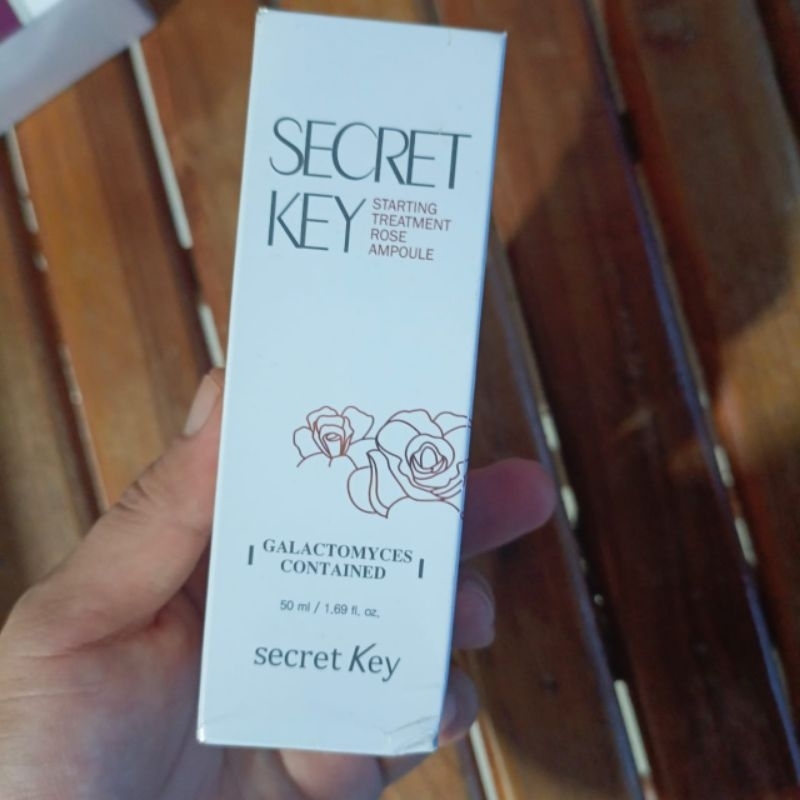 SECRET
KEY
STARTING
TREATMENT
ROSE
AMPOULE
GALACTOMYCES
CONTAINED
50 ml / 1.69 fl. oz.
secret Key